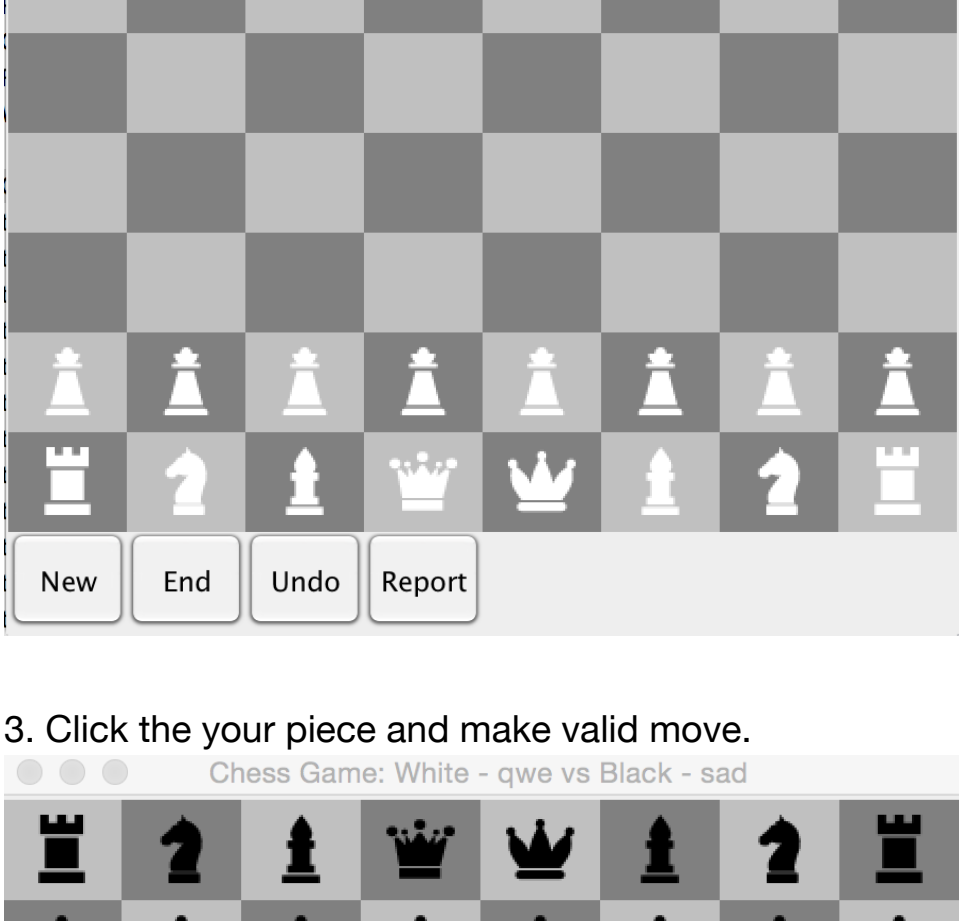 New End Undo Report
3. Click the your piece and make valid move.
Chess Game: White - qwe vs Black - sad